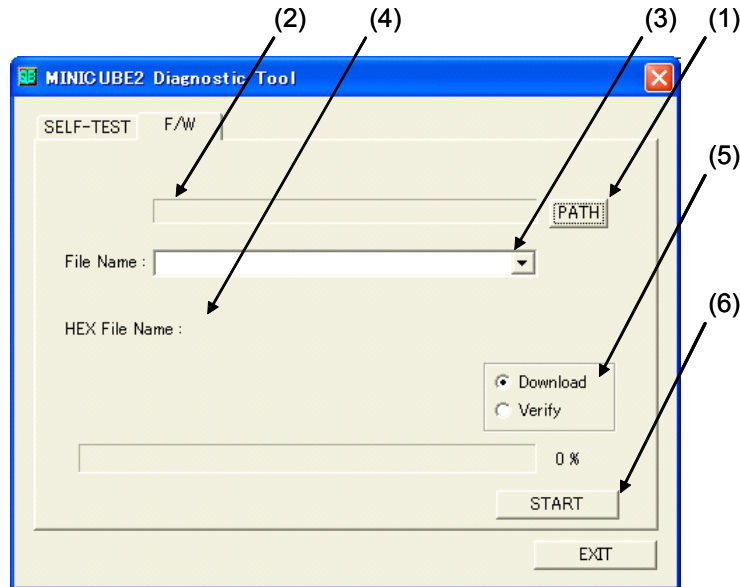 (2) (4) (3) (1)
MINICUBE2 Diagnostic Tool
SELF-TEST F/W
(5)
PATH
File Name :
(6)
HEX File Name :
Download
Verify
0 %
START
EXIT